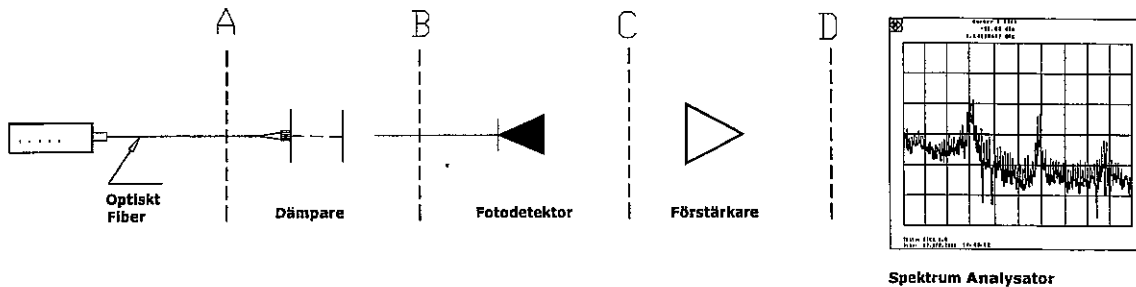 A
B
C
D
Optiskt
Fiber
Dämpare
Fotodetektor
Förstärkare
Spektrum Analysator